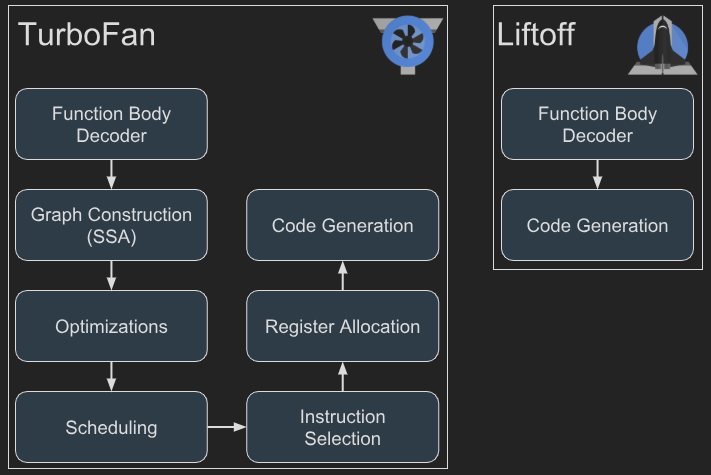 TurboFan
Function Body
Decoder
Graph Construction
(SSA)
Optimizations
Scheduling
Instruction
Selection
Register Allocation
Code Generation
Liftoff
Function Body
Decoder
Code Generation